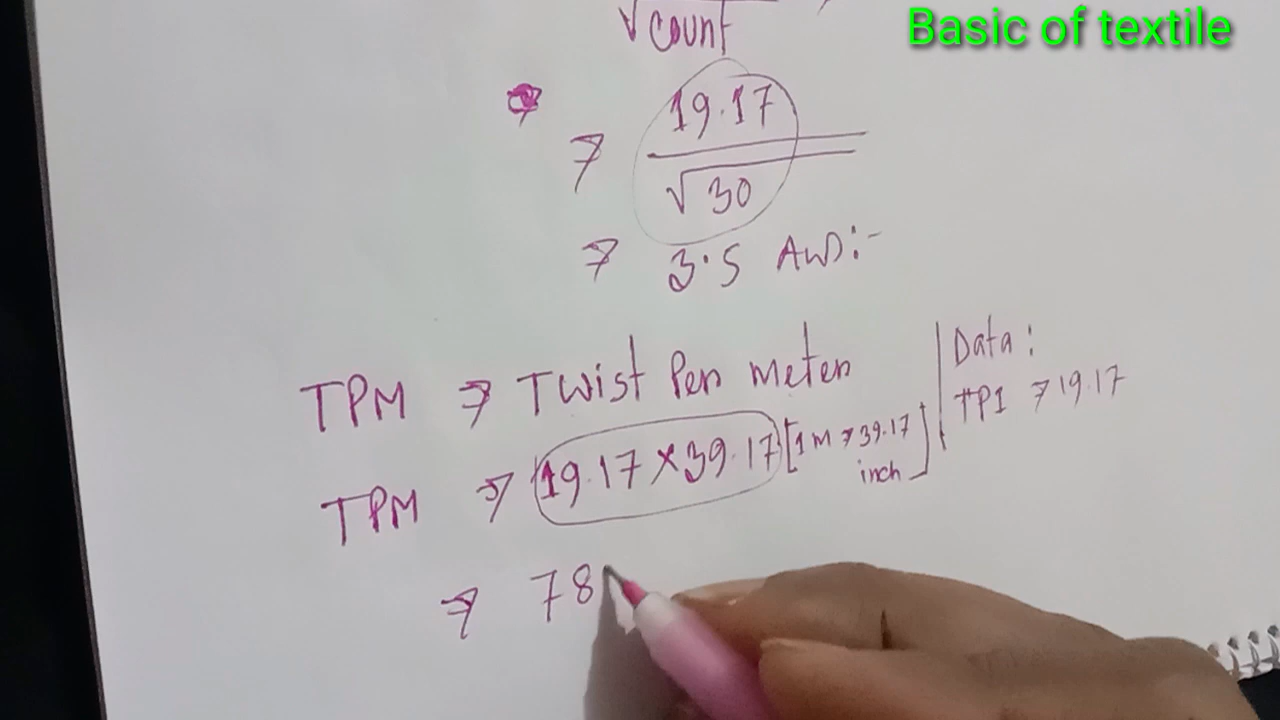 Basic of textile
√count
⇒ 19.17
√30
⇒ 3.5 Ans:-
TPM ⇒ Twist Per meter
Data:
TPI ⇒ 19.17
TPM ⇒ 19.17 × 39.17 [1 M ⇒ 39.17
inch]
⇒ 78